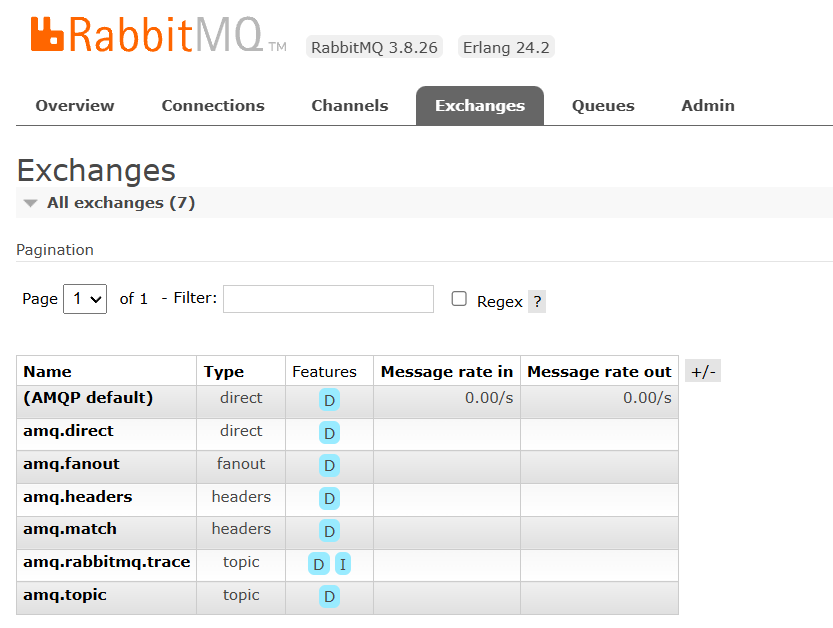 RabbitMQ TM RabbitMQ 3.8.26 Erlang 24.2
Overview Connections Channels Exchanges Queues Admin
Exchanges
All exchanges (7)
Pagination
Page 1 of 1 - Filter: Regex ?
Name Type Features Message rate in Message rate out +/-
(AMQP default) direct D 0.00/s 0.00/s
amq.direct direct D
amq.fanout fanout D
amq.headers headers D
amq.match headers D
amq.rabbitmq.trace topic D I
amq.topic topic D